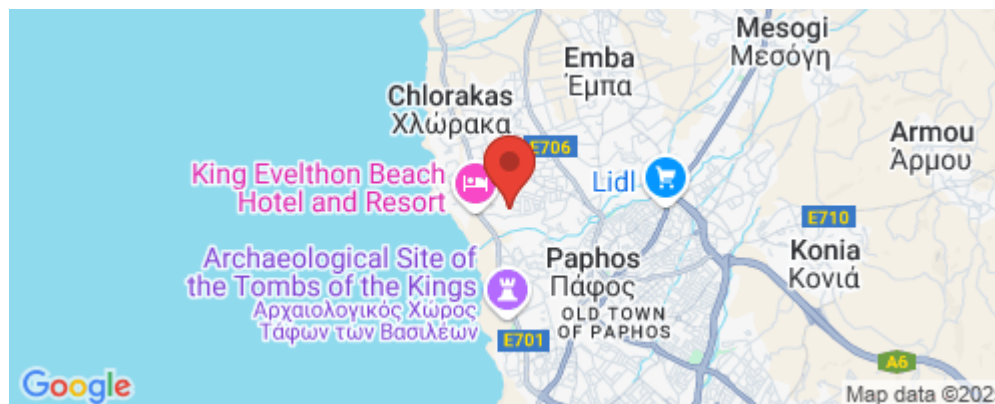 Mesogi
Μεσόγη
Emba
Έμπα
Chlorakas
Χλώρακα
Armou
Άρμου
E706
King Evelthon Beach
Hotel and Resort
Lidl
E710
Konia
Κονιά
Archaeological Site of
the Tombs of the Kings
Αρχαιολογικός Χώρος
Τάφων των Βασιλέων
Paphos
Πάφος
OLD TOWN
OF PAPHOS
E701
A6
Google
Map data ©202